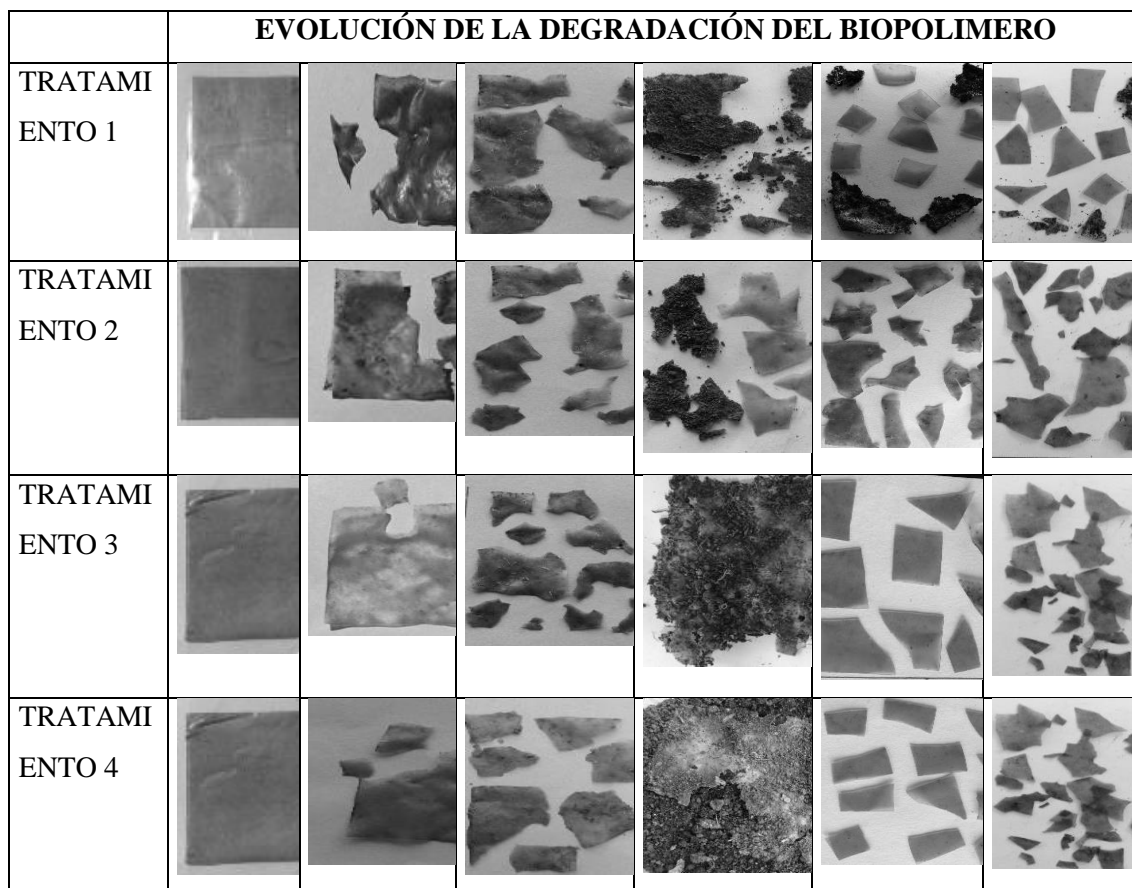 EVOLUCIÓN DE LA DEGRADACIÓN DEL BIOPOLIMERO
TRATAMI
ENTO 1
TRATAMI
ENTO 2
TRATAMI
ENTO 3
TRATAMI
ENTO 4